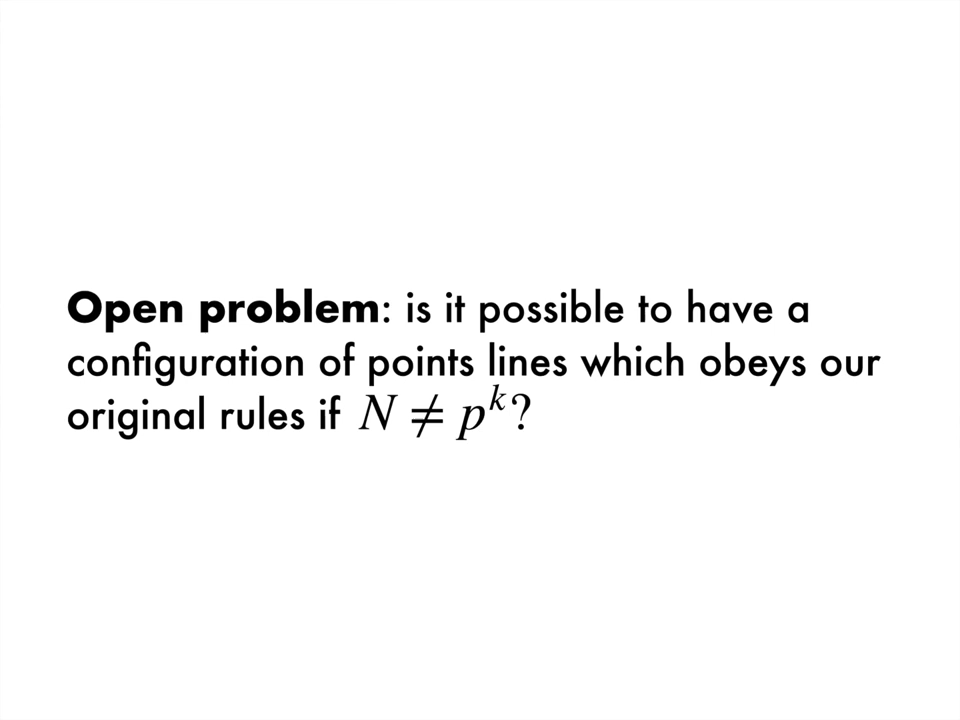 Open problem: is it possible to have a
configuration of points lines which obeys our
original rules if N ≠ p^k?